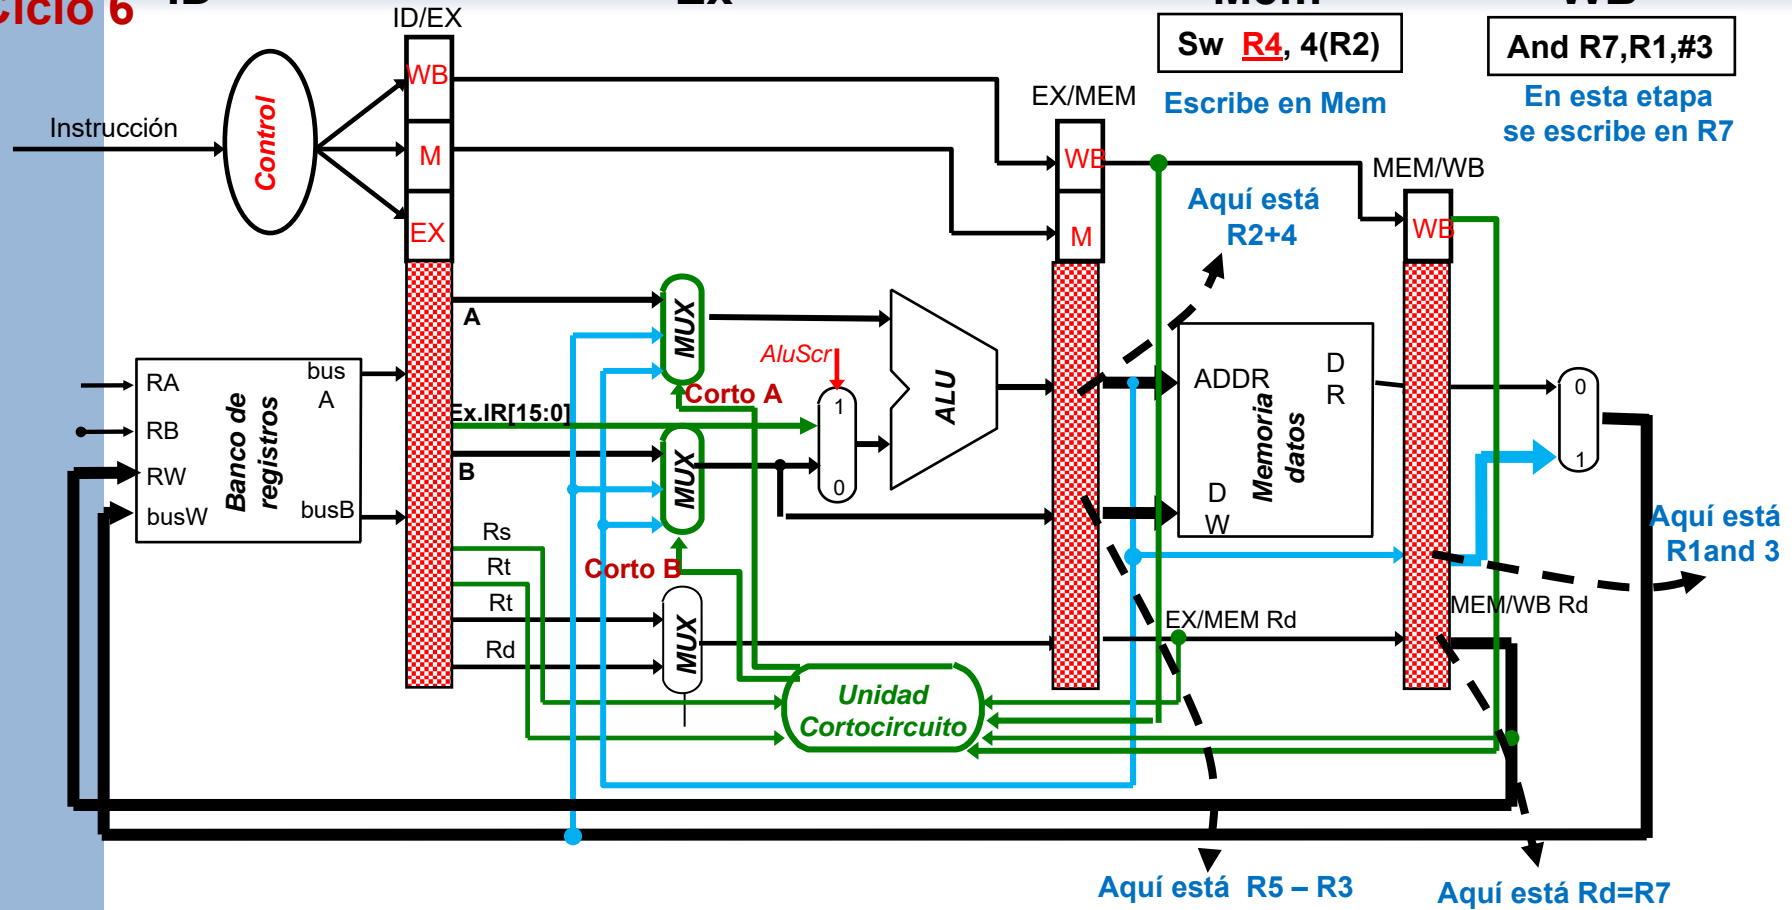 Ciclo 6
ID
Ex
Mem
WB
ID/EX
Sw R4, 4(R2)
And R7,R1,#3
Escribe en Mem
En esta etapa
se escribe en R7
EX/MEM
MEM/WB
Instrucción
Control
WB
M
EX
WB
M
WB
Aquí está
R2+4
A
MUX
AluScr
Corto A
ALU
1
0
Ex.IR[15:0]
B
MUX
Corto B
RA
RB
RW
busW
bus
A
busB
Banco de
registros
Rs
Rt
Rt
Rd
MUX
ADDR
D
R
D
W
Memoria
datos
0
1
Aquí está
R1and 3
EX/MEM Rd
MEM/WB Rd
Unidad
Cortocircuito
Aquí está R5 – R3
Aquí está Rd=R7